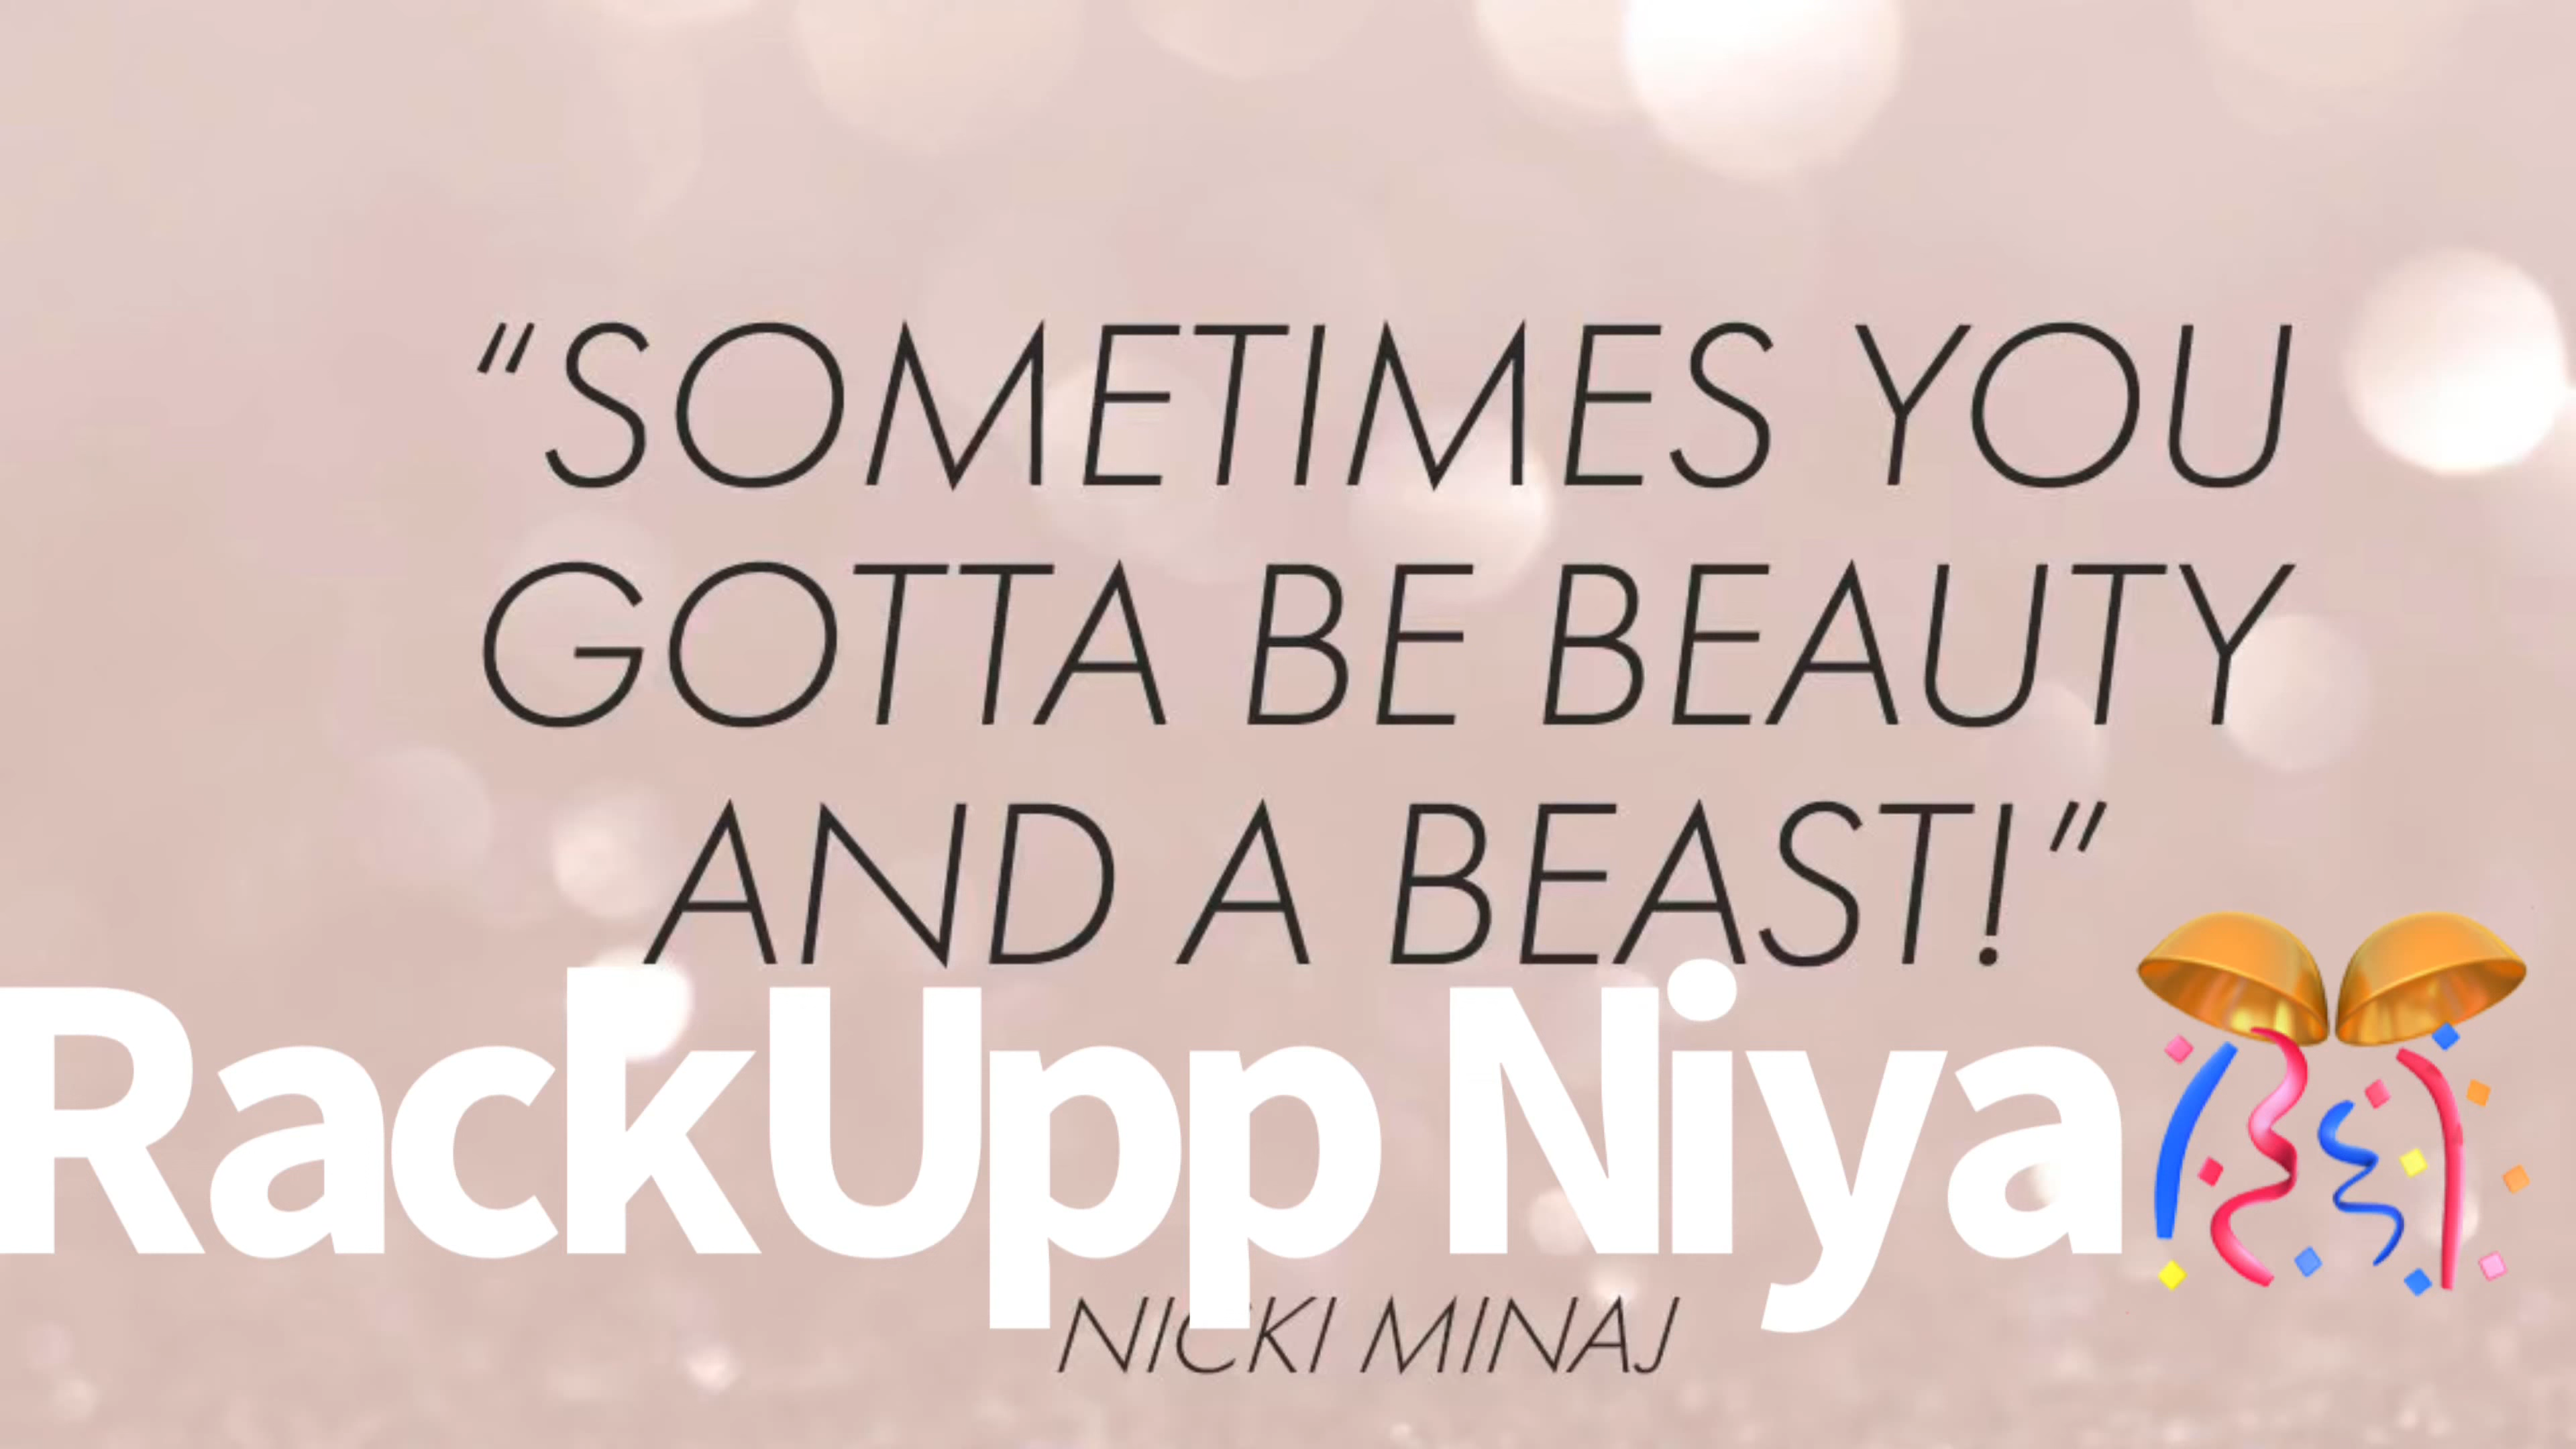 “SOMETIMES YOU
GOTTA BE BEAUTY
AND A BEAST!”
RackUpp Niya
NICKI MINAJ